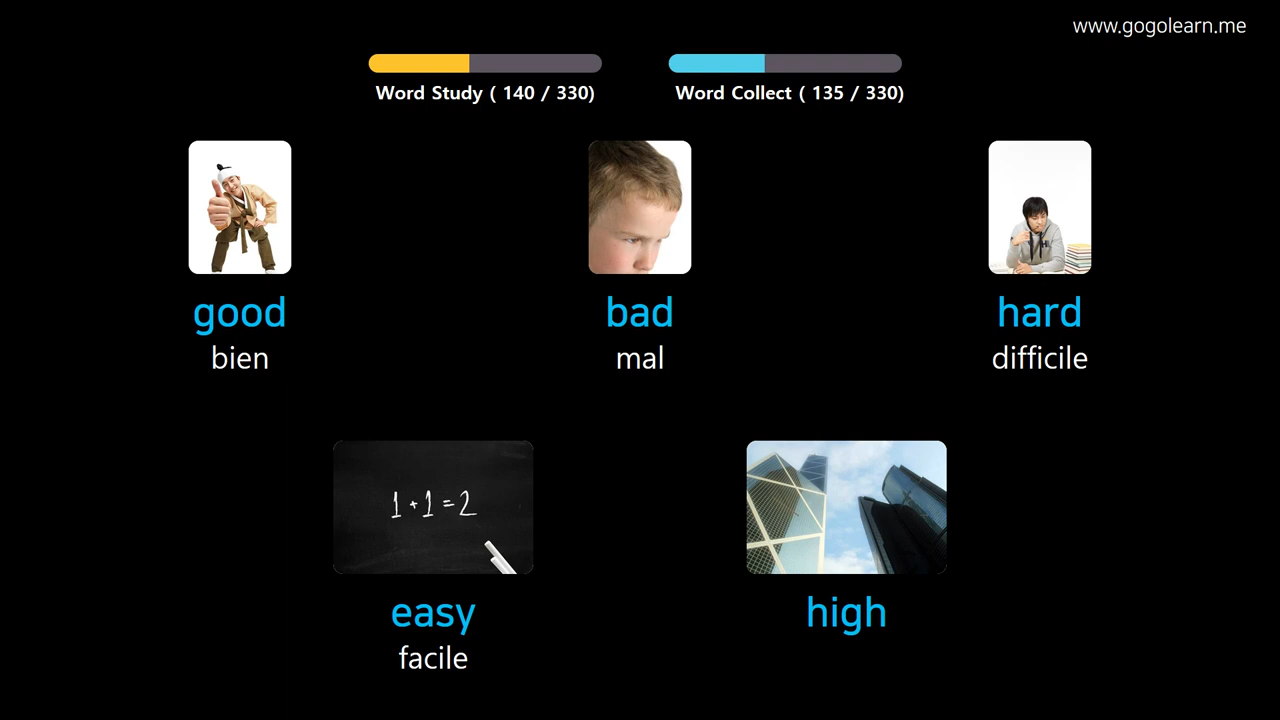 www.gogolearn.me
Word Study ( 140 / 330)
Word Collect ( 135 / 330)
good
bien
bad
mal
hard
difficile
1+1=2
easy
facile
high